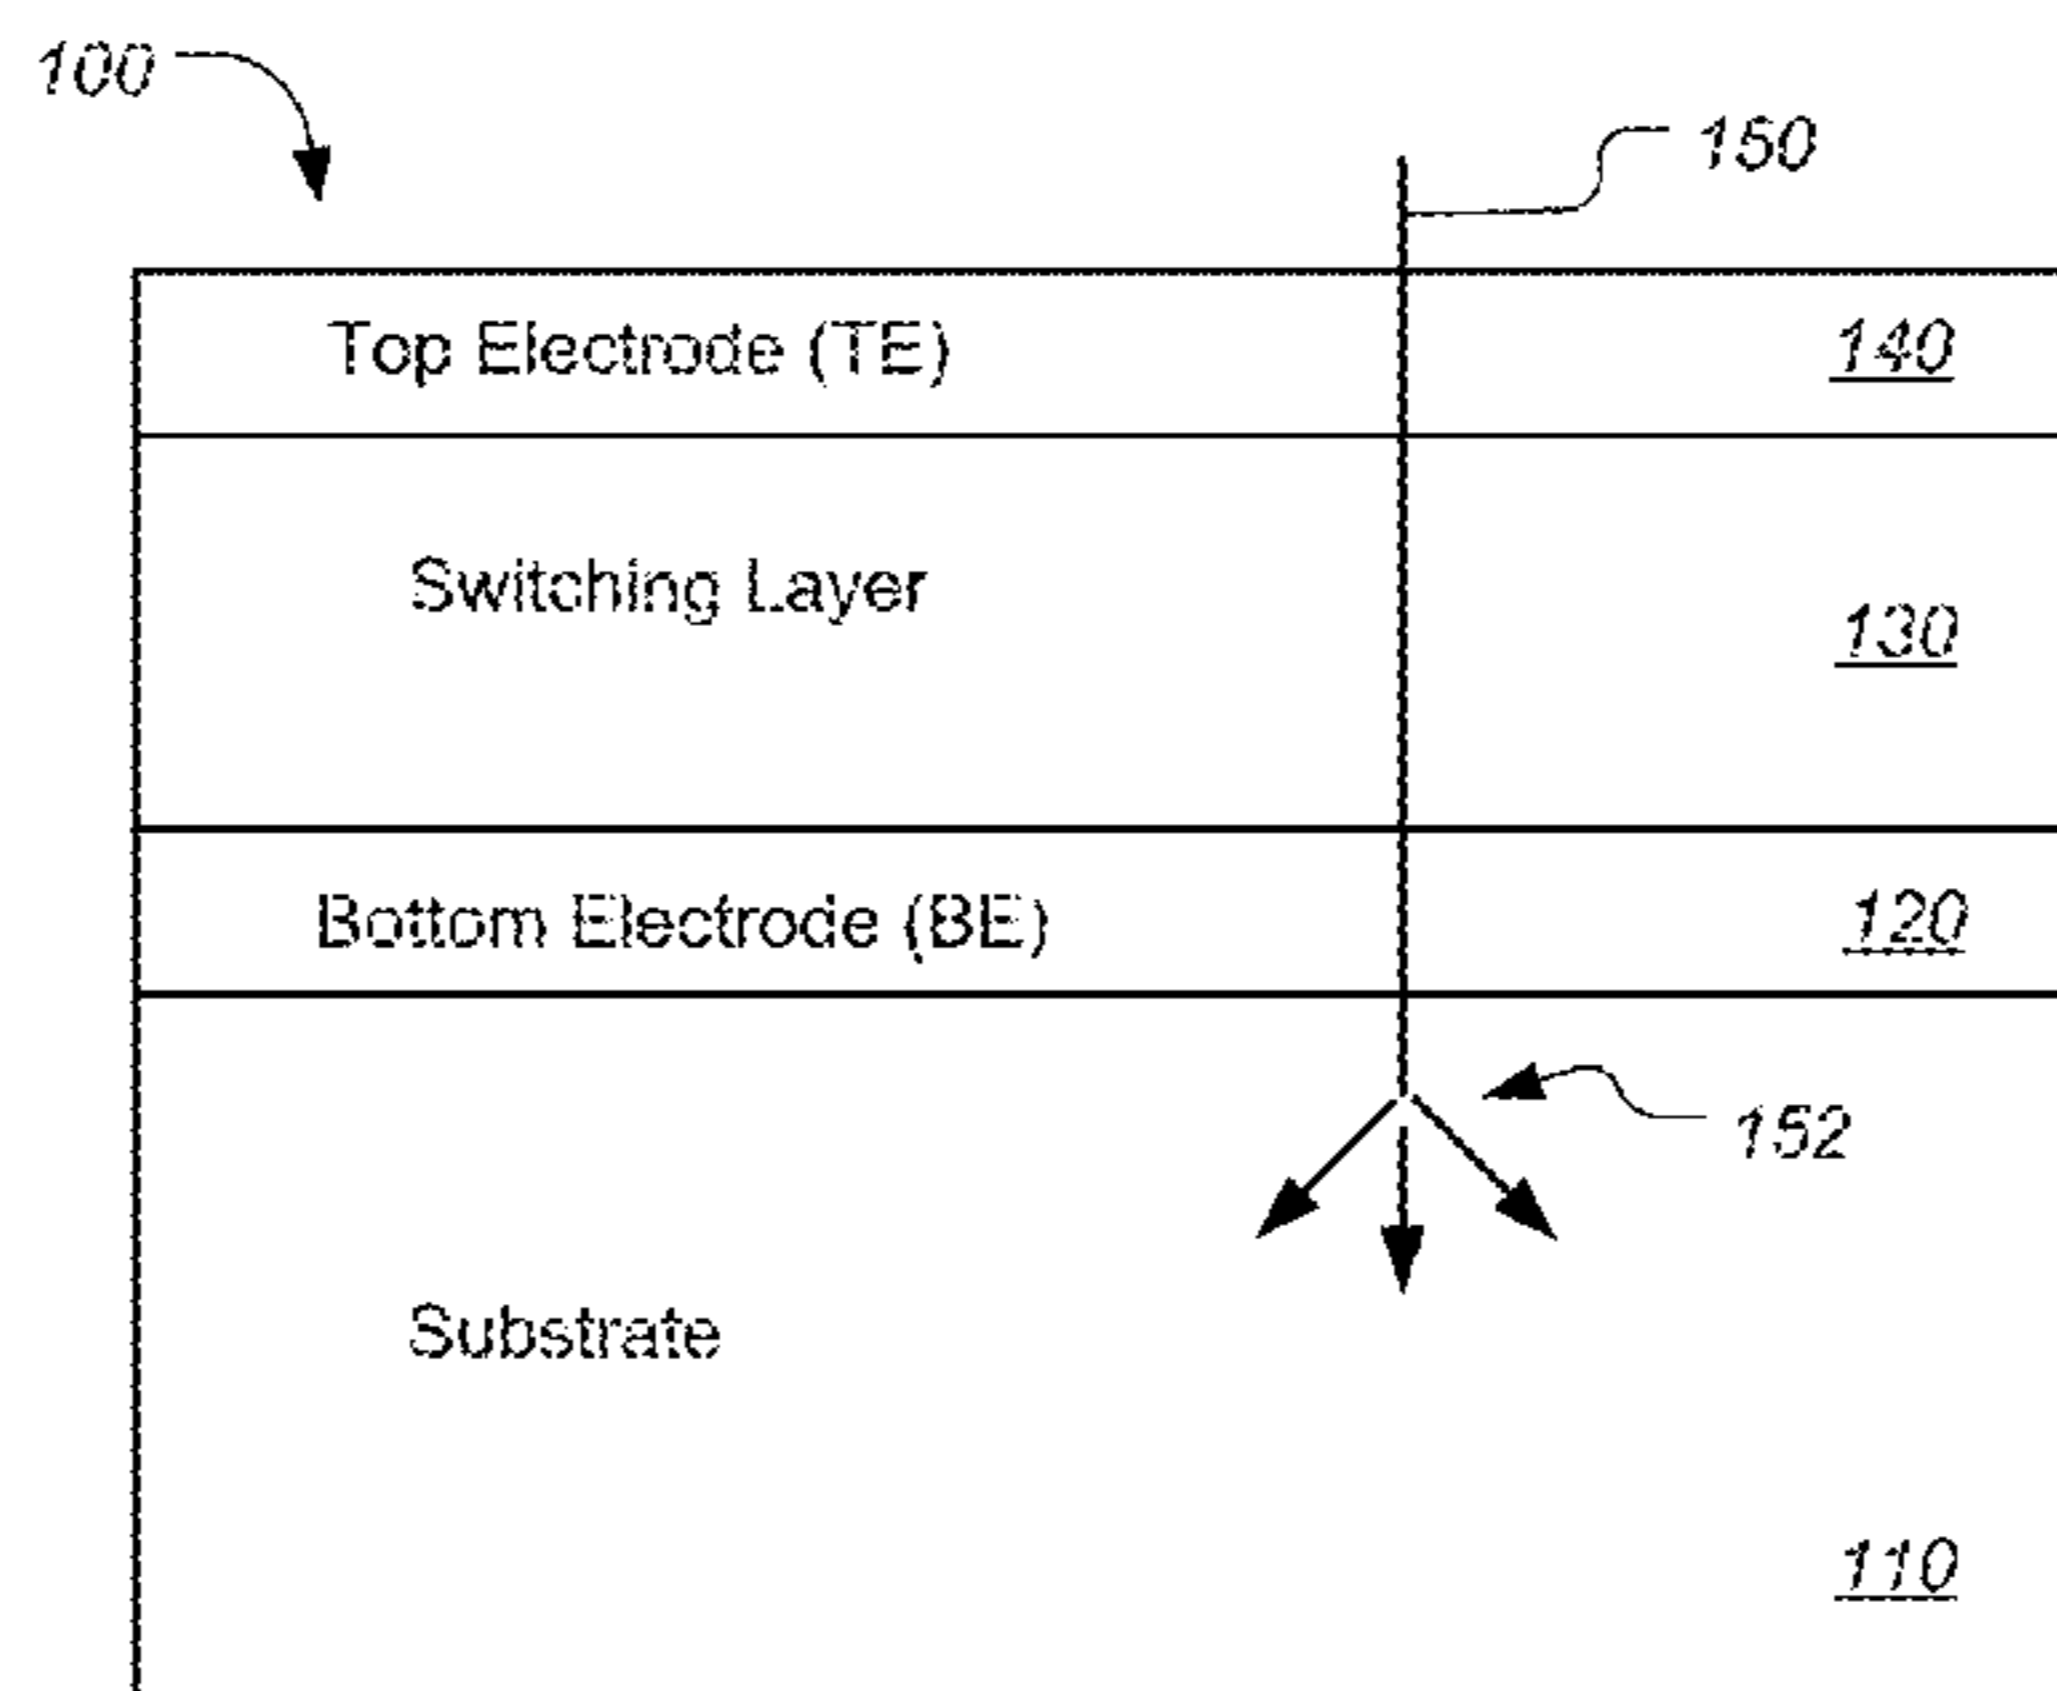 100
150
Top Electrode (TE) 140
Switching Layer
130
Bottom Electrode (BE) 120
152
Substrate
110